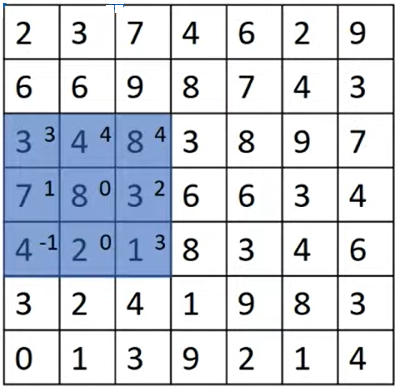 2 3 7 4 6 2 9
6 6 9 8 7 4 3
3 3 4 4 8 4 3 8 9 7
7 1 8 0 3 2 6 6 3 4
4 -1 2 0 1 3 8 3 4 6
3 2 4 1 9 8 3
0 1 3 9 2 1 4